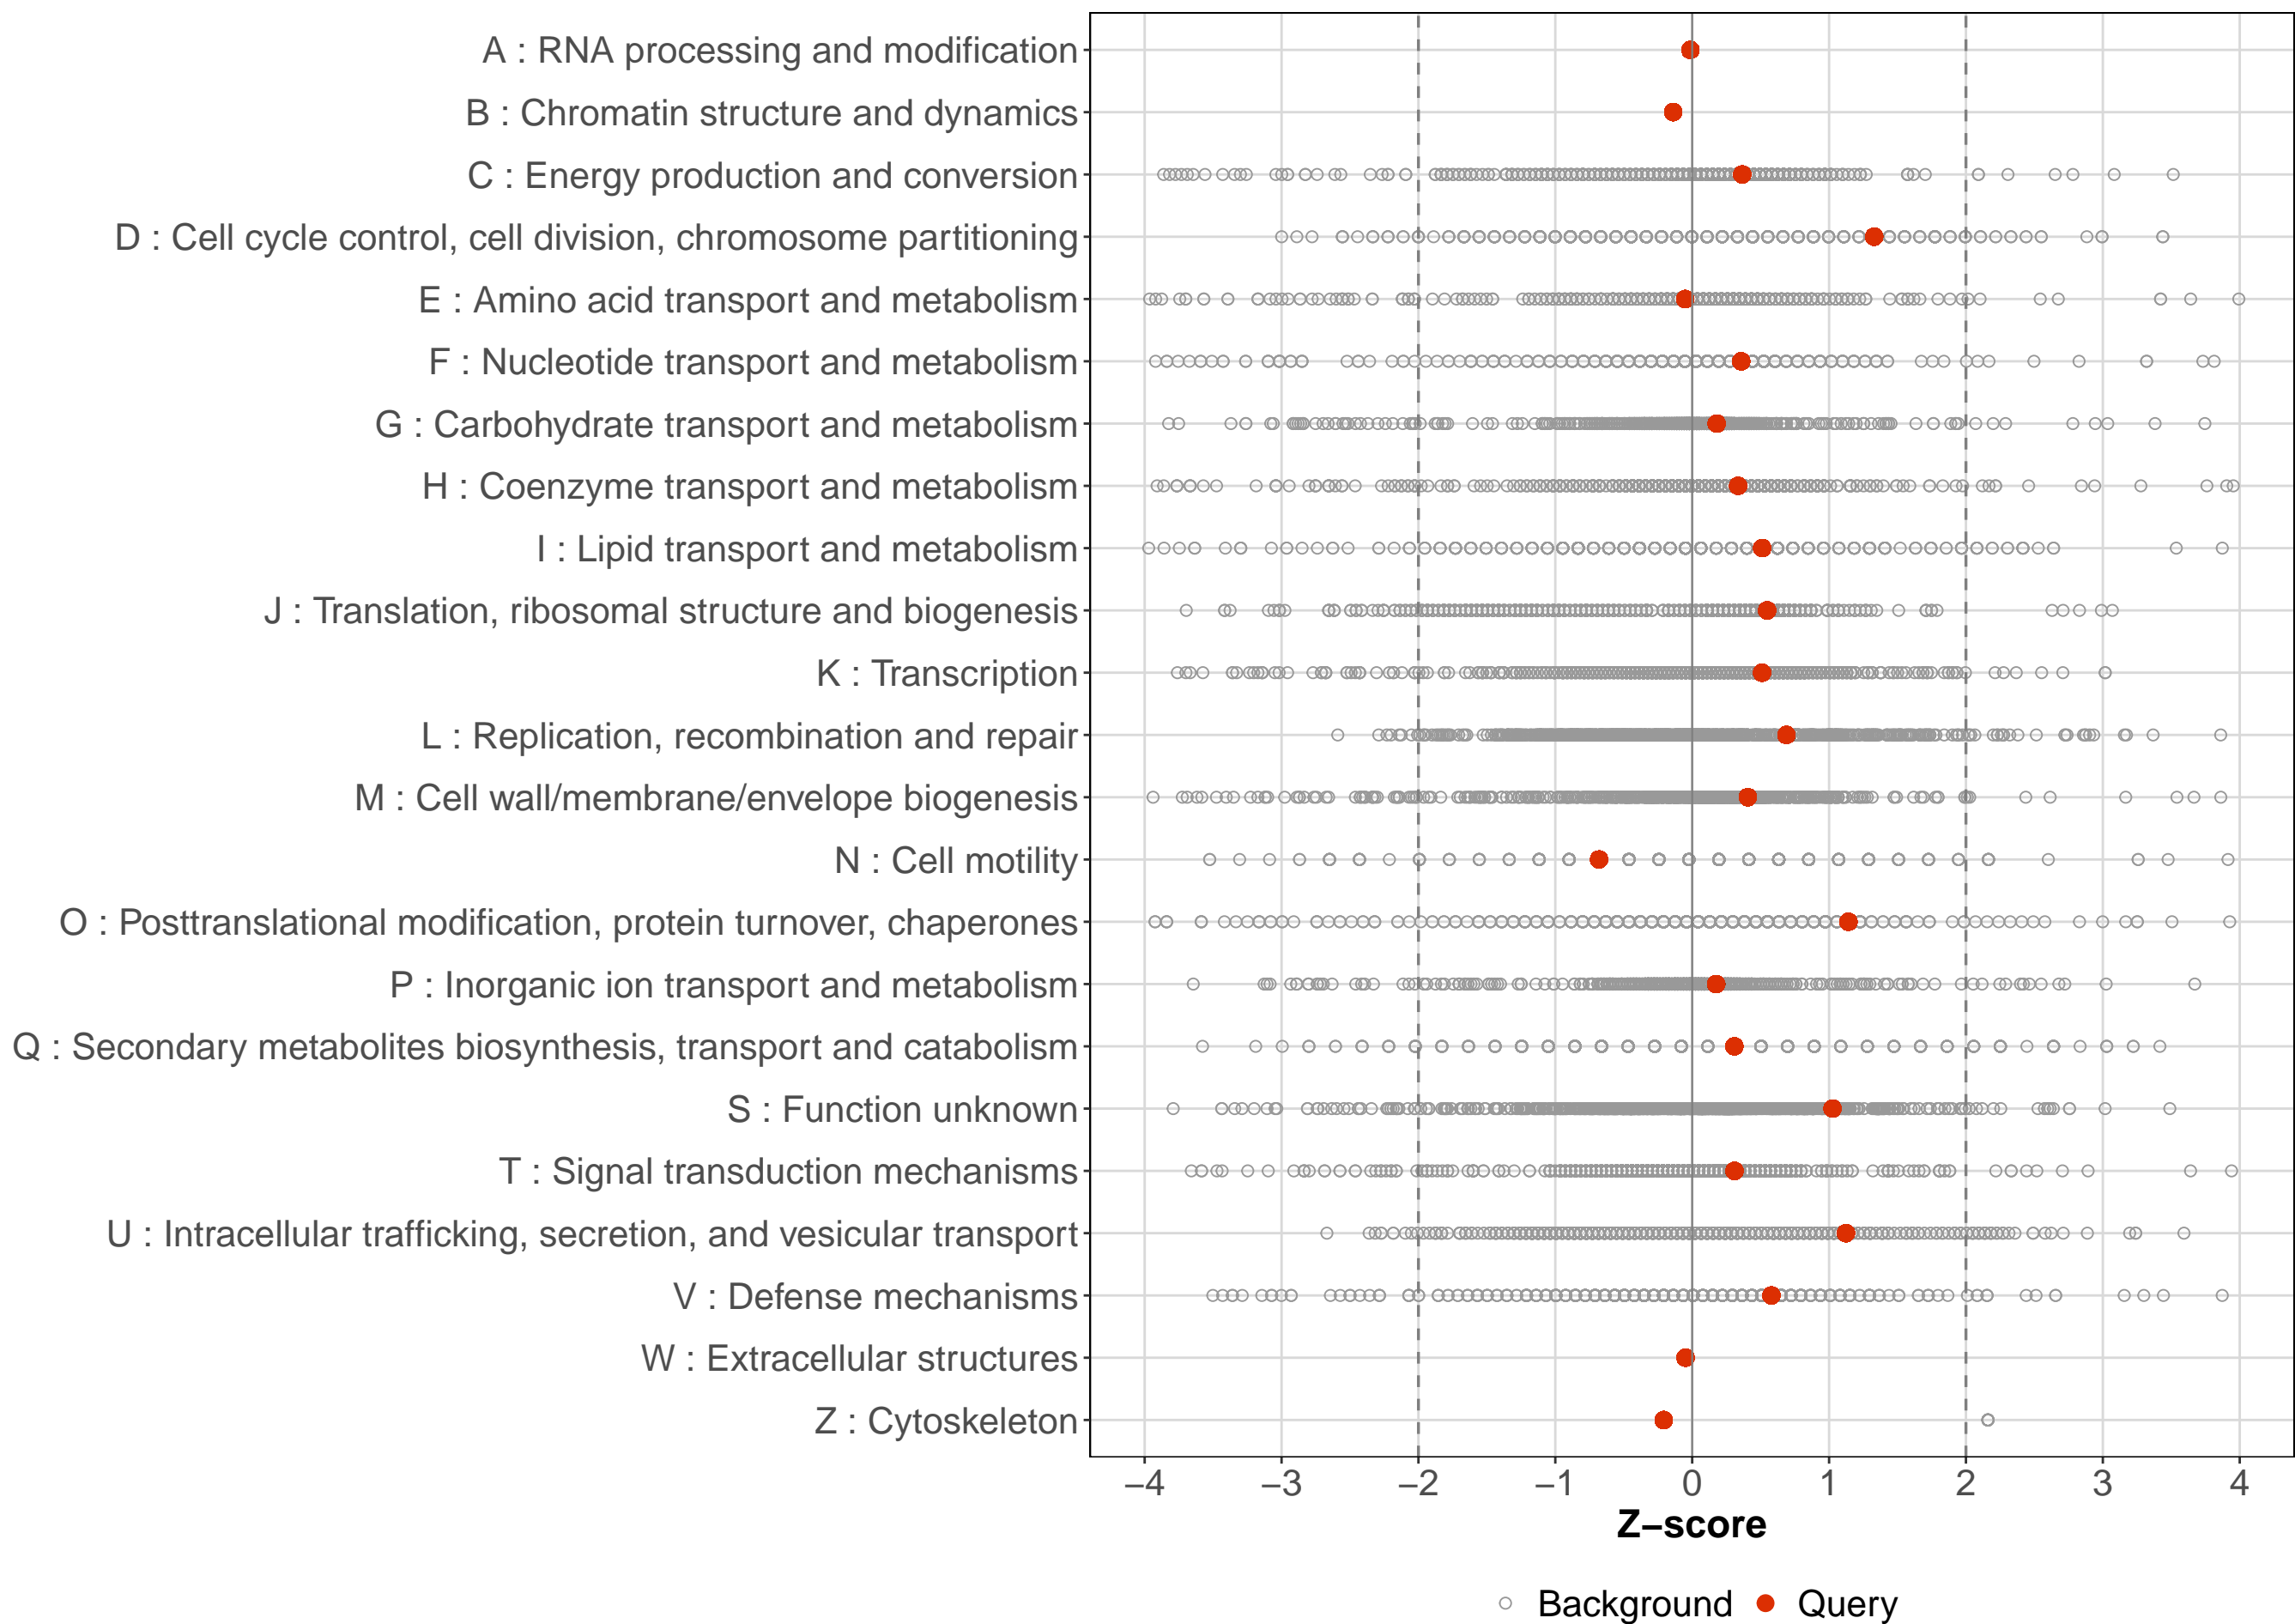 A : RNA processing and modification
B : Chromatin structure and dynamics
C : Energy production and conversion
D : Cell cycle control, cell division, chromosome partitioning
E : Amino acid transport and metabolism
F : Nucleotide transport and metabolism
G : Carbohydrate transport and metabolism
H : Coenzyme transport and metabolism
I : Lipid transport and metabolism
J : Translation, ribosomal structure and biogenesis
K : Transcription
L : Replication, recombination and repair
M : Cell wall/membrane/envelope biogenesis
N : Cell motility
O : Posttranslational modification, protein turnover, chaperones
P : Inorganic ion transport and metabolism
Q : Secondary metabolites biosynthesis, transport and catabolism
S : Function unknown
T : Signal transduction mechanisms
U : Intracellular trafficking, secretion, and vesicular transport
V : Defense mechanisms
W : Extracellular structures
Z : Cytoskeleton
−4 −3 −2 −1 0 1 2 3 4
Z−score
Background Query